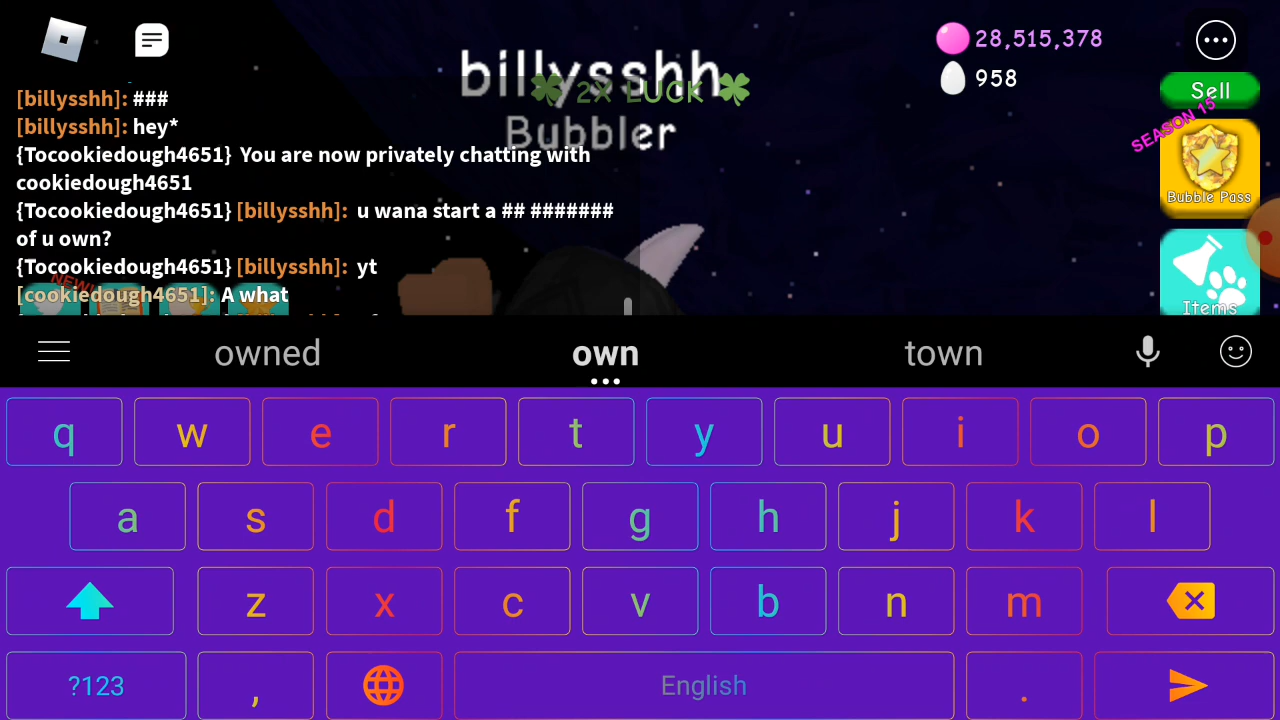 billysshh
28,515,378
958
2X LUCK
Bubbler
Sell
SEASON 15
Bubble Pass
Items
[billysshh]: ###
[billysshh]: hey*
{Tocookiedough4651} You are now privately chatting with
cookiedough4651
{Tocookiedough4651} [billysshh]: u wana start a ## #######
of u own?
{Tocookiedough4651} [billysshh]: yt
NEW!
[cookiedough4651]: A what
owned own town
q w e r t y u i o p
a s d f g h j k l
z x c v b n m
?123 , English .